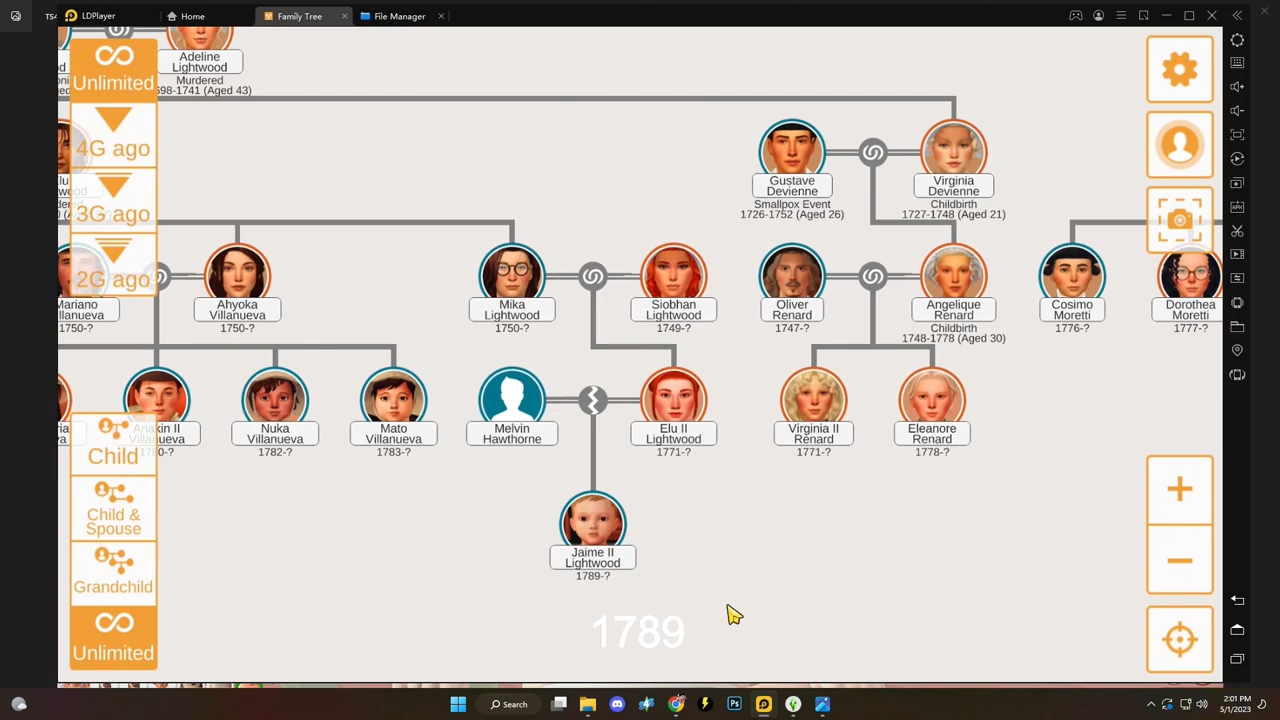 LDPlayer
Home
Family Tree
File Manager
Adeline
Lightwood
Murdered
698-1741 (Aged 43)
Unlimited
4G ago
3G ago
2G ago
Gustave
Devienne
Smallpox Event
1726-1752 (Aged 26)
Virginia
Devienne
Childbirth
1727-1748 (Aged 21)
Mariano
Villanueva
1750-?
Ahyoka
Villanueva
1750-?
Mika
Lightwood
1750-?
Siobhan
Lightwood
1749-?
Oliver
Renard
1747-?
Angelique
Renard
Childbirth
1748-1778 (Aged 30)
Cosimo
Moretti
1776-?
Dorothea
Moretti
1777-?
Anakin II
Villanueva
1780-?
Nuka
Villanueva
1782-?
Mato
Villanueva
1783-?
Melvin
Hawthorne
Elu II
Lightwood
1771-?
Virginia II
Renard
1771-?
Eleanore
Renard
1778-?
Child
Child &
Spouse
Grandchild
Unlimited
Jaime II
Lightwood
1789-?
1789
Search
2:01 PM
5/1/2023